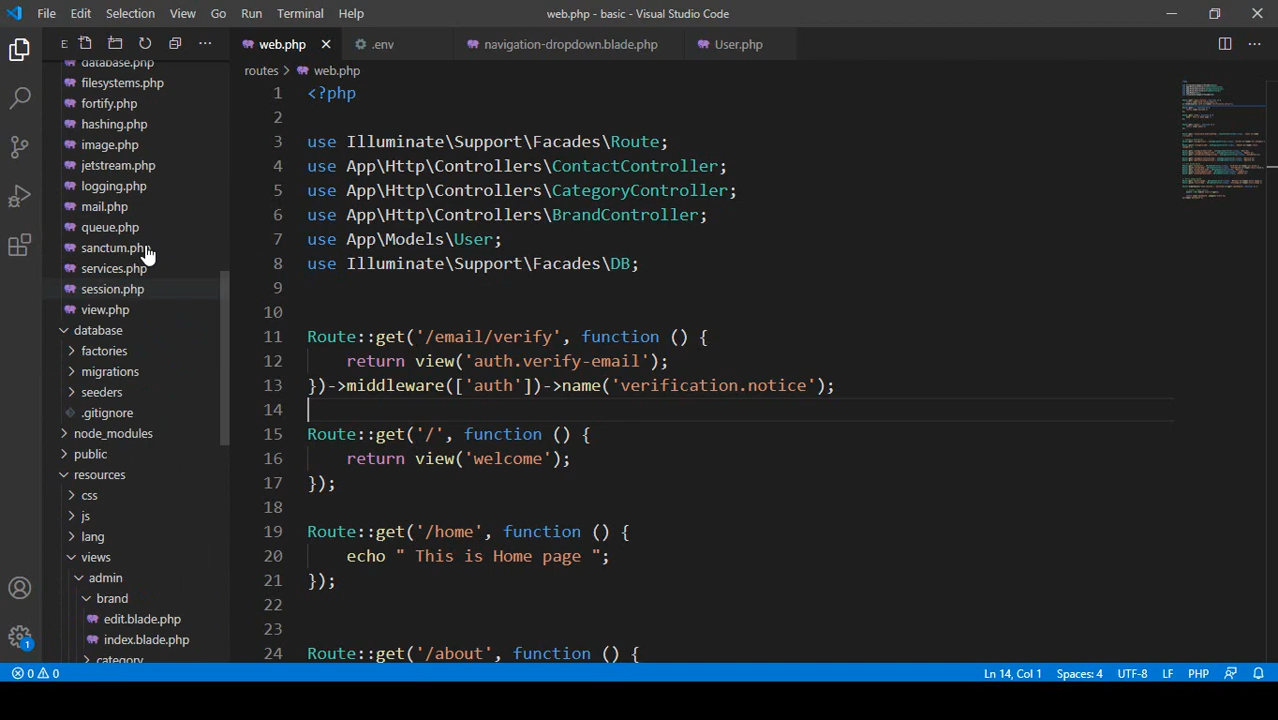 File Edit Selection View Go Run Terminal Help web.php - basic - Visual Studio Code
E
web.php .env navigation-dropdown.blade.php User.php
routes > web.php
database.php
filesystems.php
fortify.php
hashing.php
image.php
jetstream.php
logging.php
mail.php
queue.php
sanctum.php
services.php
session.php
view.php
database
factories
migrations
seeders
.gitignore
node_modules
public
resources
css
js
lang
views
admin
brand
edit.blade.php
index.blade.php
category
1 <?php
2
3 use Illuminate\Support\Facades\Route;
4 use App\Http\Controllers\ContactController;
5 use App\Http\Controllers\CategoryController;
6 use App\Http\Controllers\BrandController;
7 use App\Models\User;
8 use Illuminate\Support\Facades\DB;
9
10
11 Route::get('/email/verify', function () {
12 return view('auth.verify-email');
13 })->middleware(['auth'])->name('verification.notice');
14
15 Route::get('/', function () {
16 return view('welcome');
17 });
18
19 Route::get('/home', function () {
20 echo " This is Home page ";
21 });
22
23
24 Route::get('/about', function () {
1
0 0 Ln 14, Col 1 Spaces: 4 UTF-8 LF PHP